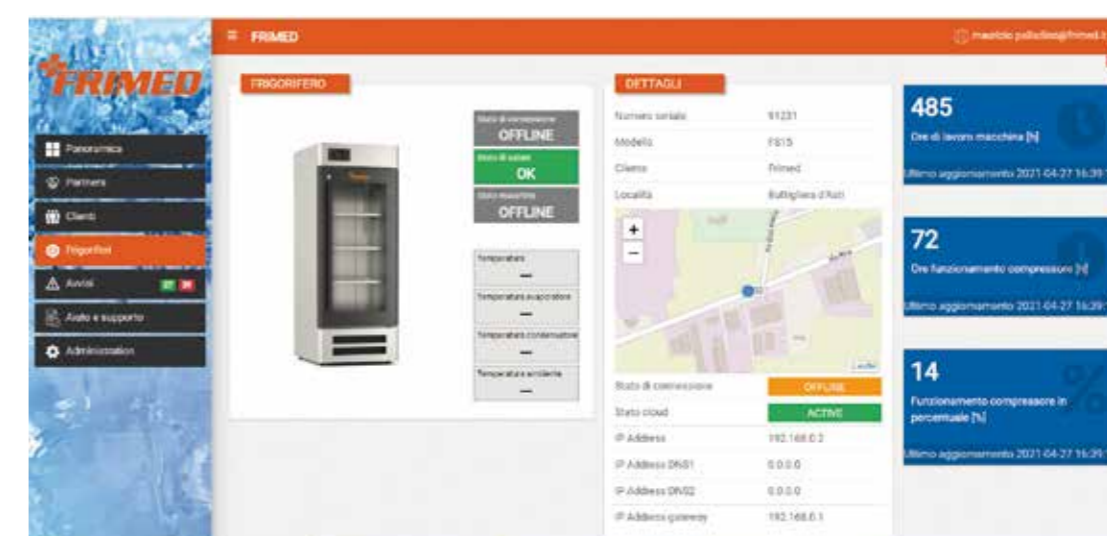 FRIMED
FRIMED
Panoramica
Partners
Clienti
Frigoriferi
Avvisi
Aiuto e supporto
Administration
FRIGORIFERO
Stato di connessione
OFFLINE
Stato di salute
OK
Stato macchina
OFFLINE
Temperatura
—
Temperatura evaporatore
—
Temperatura condensatore
—
Temperatura ambiente
—
DETTAGLI
Numero seriale
91231
Modello
FS15
Cliente
Frimed
Località
Buttigliera d'Asti
+
−
Leaflet
Stato di connessione
OFFLINE
Stato cloud
ACTIVE
IP Address
192.168.0.2
IP Address DNS1
0.0.0.0
IP Address DNS2
0.0.0.0
IP Address gateway
192.168.0.1
485
Ore di lavoro macchina [h]
Ultimo aggiornamento 2021-04-27 16:39:
72
Ore funzionamento compressore [h]
Ultimo aggiornamento 2021-04-27 16:39:
14
Funzionamento compressore in
percentuale [%]
Ultimo aggiornamento 2021-04-27 16:39:
%